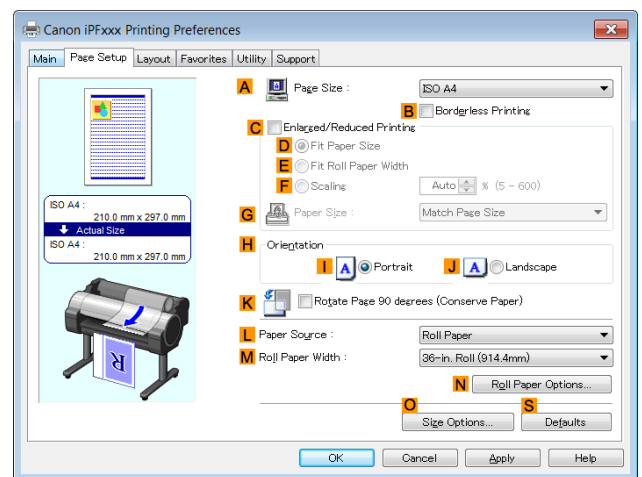 Canon iPFxxx Printing Preferences
Main Page Setup Layout Favorites Utility Support
A Page Size : ISO A4
B Borderless Printing
C Enlarged/Reduced Printing
D Fit Paper Size
E Fit Roll Paper Width
F Scaling Auto % (5 - 600)
G Paper Size : Match Page Size
ISO A4 :
210.0 mm x 297.0 mm
Actual Size
ISO A4 :
210.0 mm x 297.0 mm
H Orientation
I A Portrait J A Landscape
K Rotate Page 90 degrees (Conserve Paper)
L Paper Source : Roll Paper
M Roll Paper Width : 36-in. Roll (914.4mm)
R
N Roll Paper Options...
O S
Size Options... Defaults
OK Cancel Apply Help